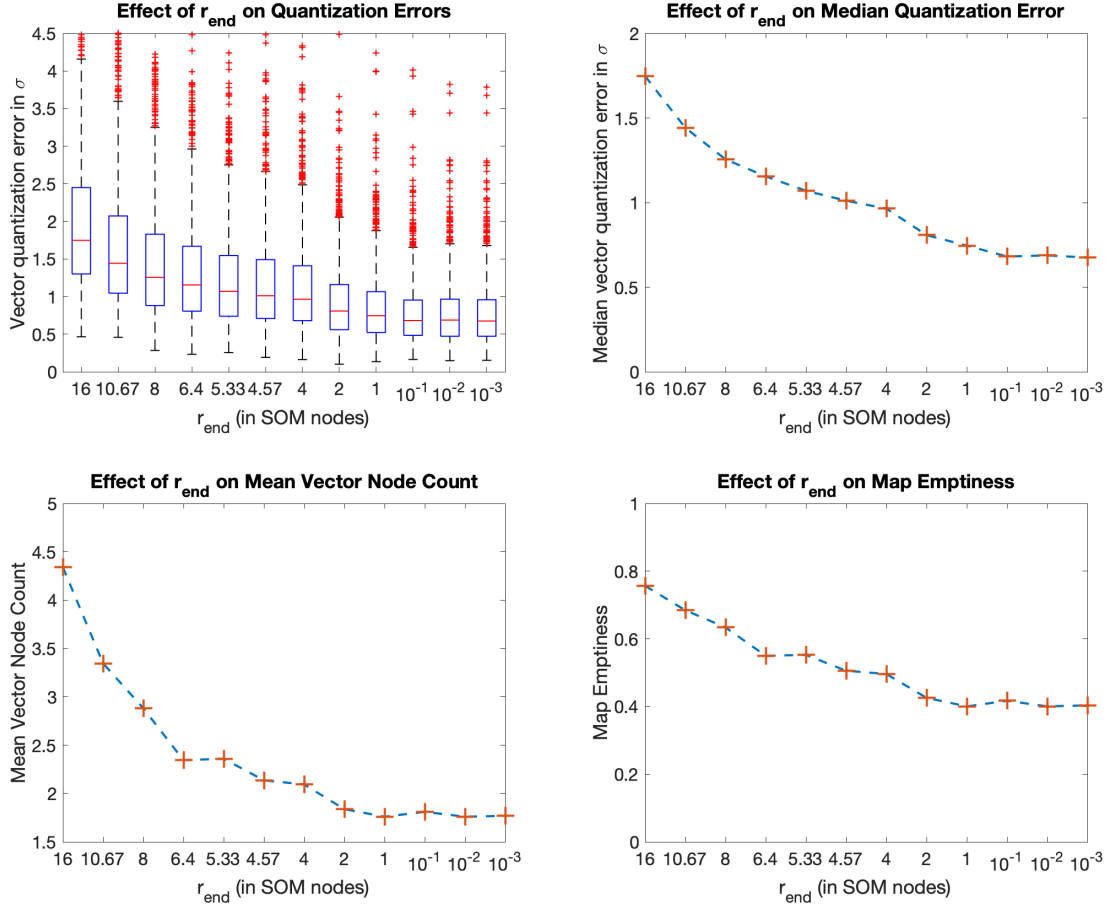 Effect of r_end on Quantization Errors
Vector quantization error in σ
4.5
4
3.5
3
2.5
2
1.5
1
0.5
0
16 10.67 8 6.4 5.33 4.57 4 2 1 10^-1 10^-2 10^-3
r_end (in SOM nodes)
Effect of r_end on Median Quantization Error
Median vector quantization error in σ
2
1.5
1
0.5
0
16 10.67 8 6.4 5.33 4.57 4 2 1 10^-1 10^-2 10^-3
r_end (in SOM nodes)
Effect of r_end on Mean Vector Node Count
Mean Vector Node Count
5
4.5
4
3.5
3
2.5
2
1.5
16 10.67 8 6.4 5.33 4.57 4 2 1 10^-1 10^-2 10^-3
r_end (in SOM nodes)
Effect of r_end on Map Emptiness
Map Emptiness
1
0.8
0.6
0.4
0.2
0
16 10.67 8 6.4 5.33 4.57 4 2 1 10^-1 10^-2 10^-3
r_end (in SOM nodes)